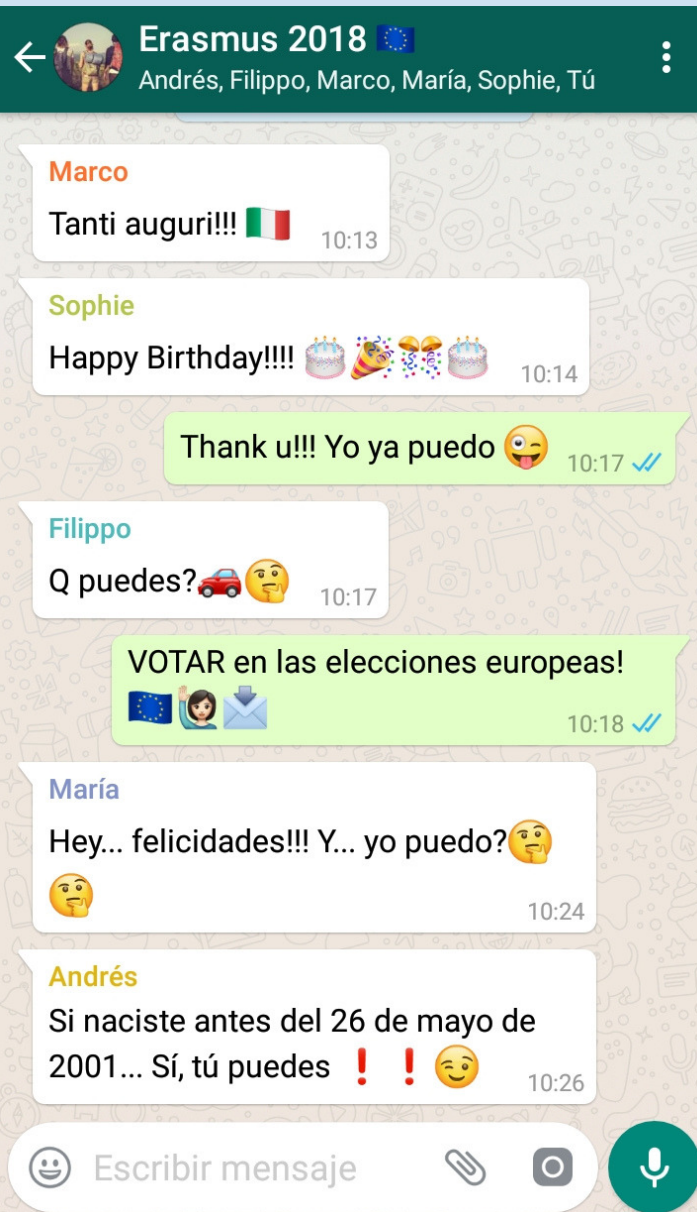 Erasmus 2018 🇪🇺
Andrés, Filippo, Marco, María, Sophie, Tú
Marco
Tanti auguri!!! 🇮🇹 10:13
Sophie
Happy Birthday!!!! 🎂🎉🎊🎂 10:14
Thank u!!! Yo ya puedo 😜 10:17
Filippo
Q puedes?🚗🤔 10:17
VOTAR en las elecciones europeas!
🇪🇺🙋🏻📩 10:18
María
Hey... felicidades!!! Y... yo puedo?🤔
🤔 10:24
Andrés
Si naciste antes del 26 de mayo de
2001... Sí, tú puedes ❗❗😉 10:26
Escribir mensaje